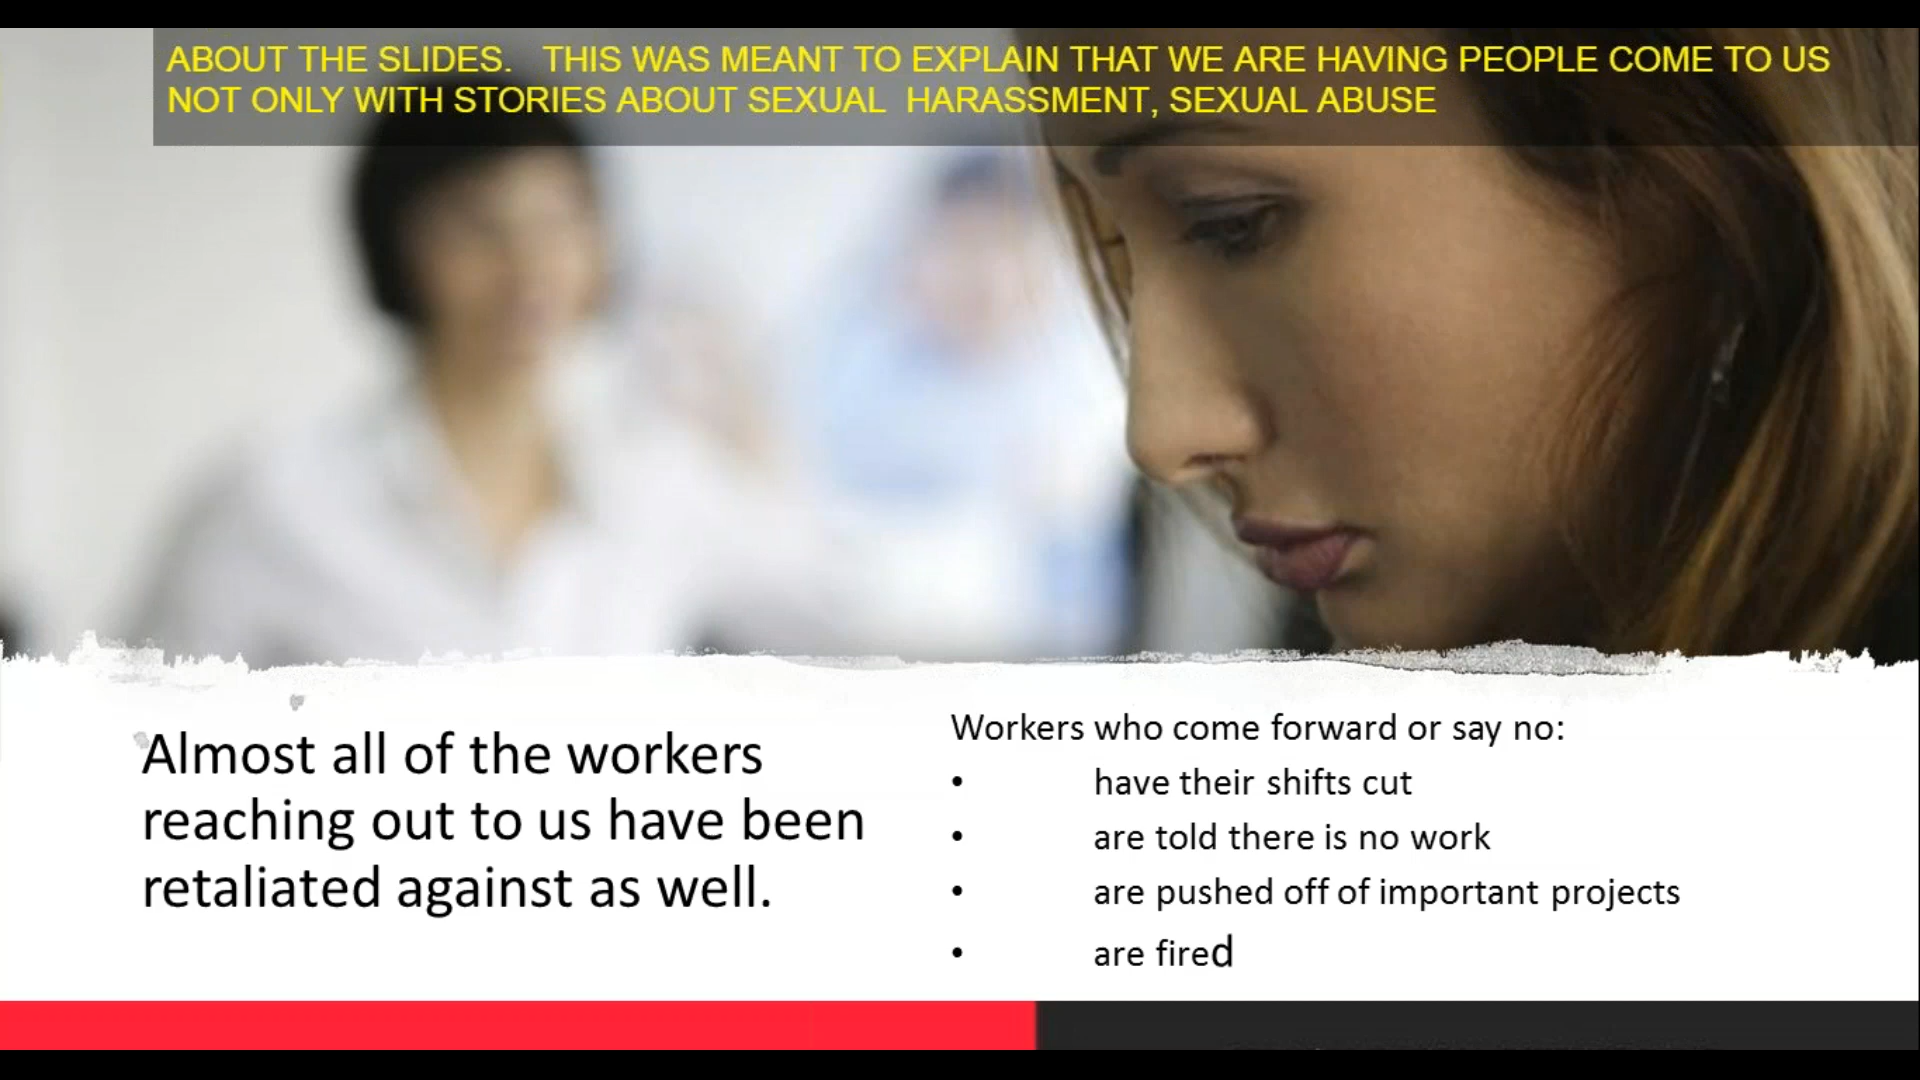 ABOUT THE SLIDES.   THIS WAS MEANT TO EXPLAIN THAT WE ARE HAVING PEOPLE COME TO US
NOT ONLY WITH STORIES ABOUT SEXUAL  HARASSMENT, SEXUAL ABUSE
Almost all of the workers
reaching out to us have been
retaliated against as well.
Workers who come forward or say no:
• have their shifts cut
• are told there is no work
• are pushed off of important projects
• are fired